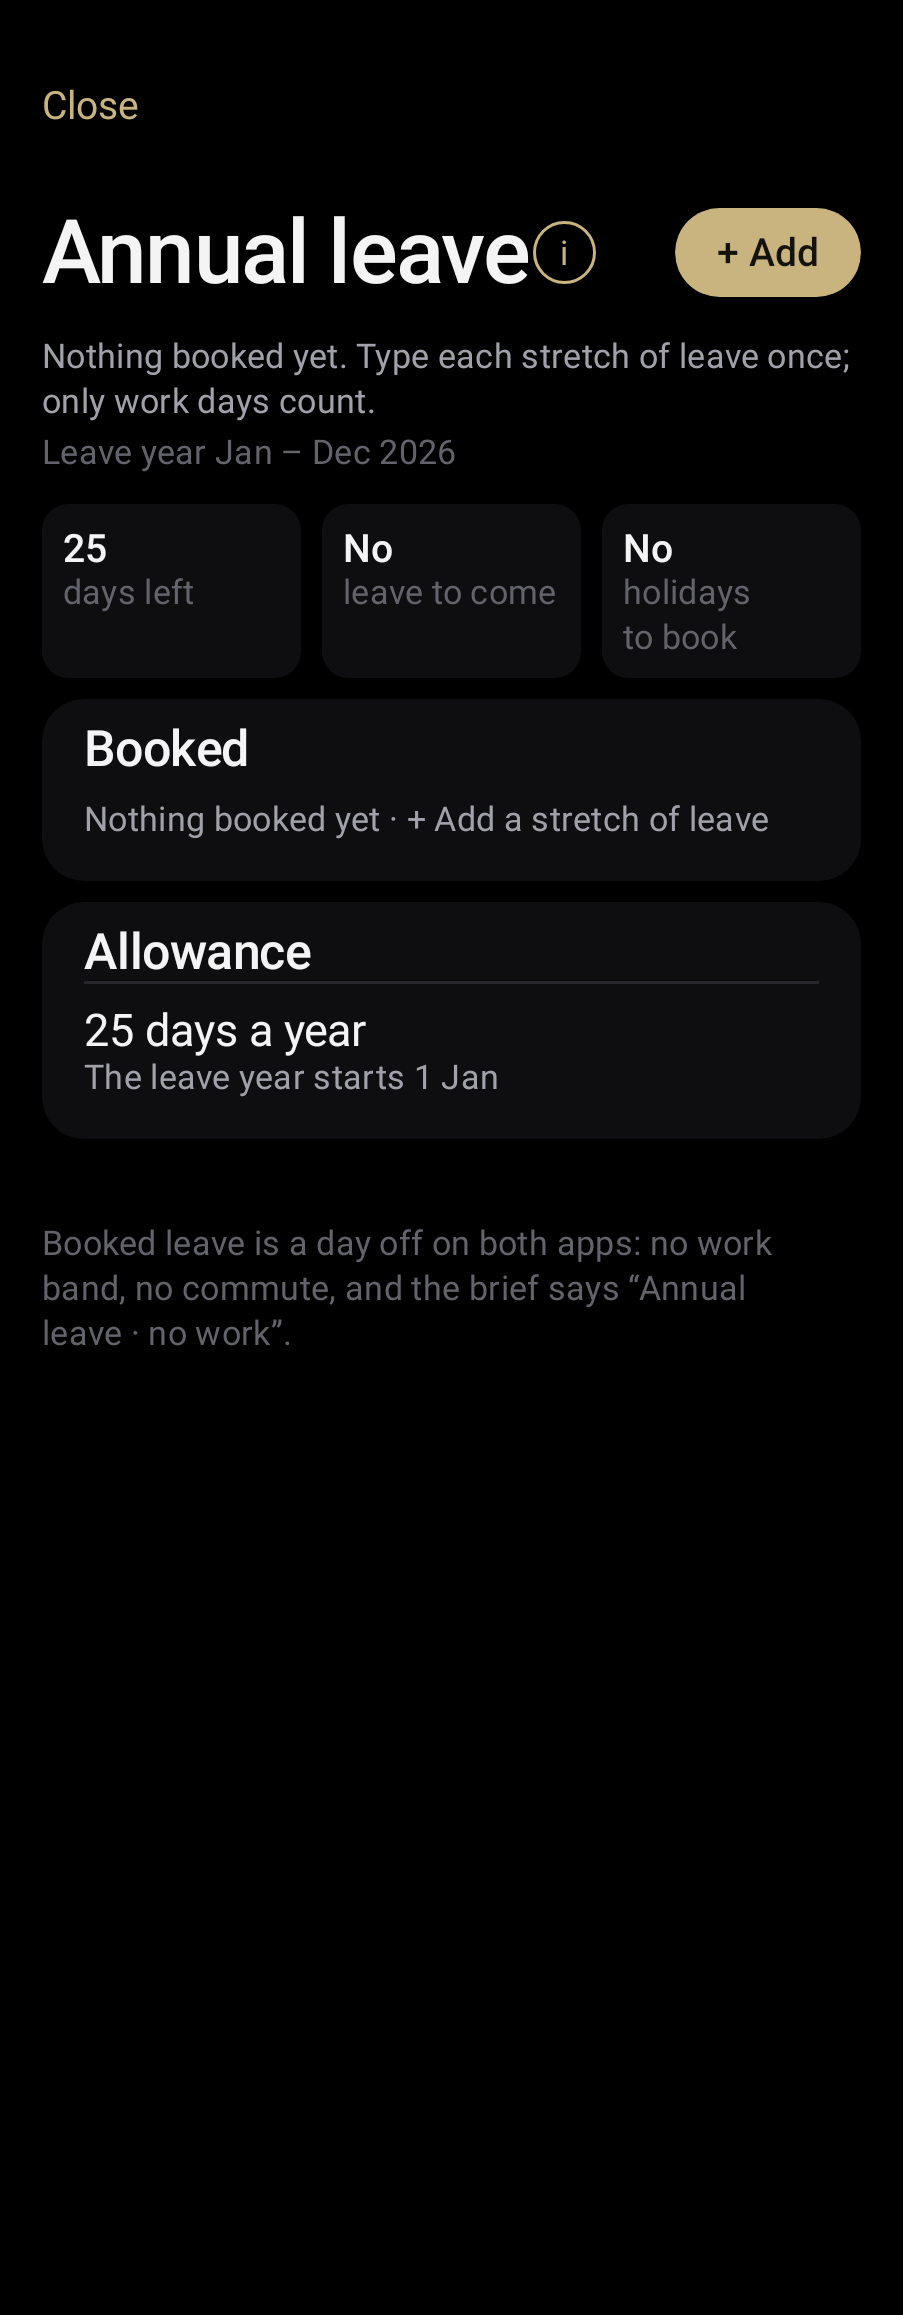 Close
Annual leave i + Add
Nothing booked yet. Type each stretch of leave once;
only work days count.
Leave year Jan – Dec 2026
25
days left
No
leave to come
No
holidays
to book
Booked
Nothing booked yet · + Add a stretch of leave
Allowance
25 days a year
The leave year starts 1 Jan
Booked leave is a day off on both apps: no work
band, no commute, and the brief says “Annual
leave · no work”.